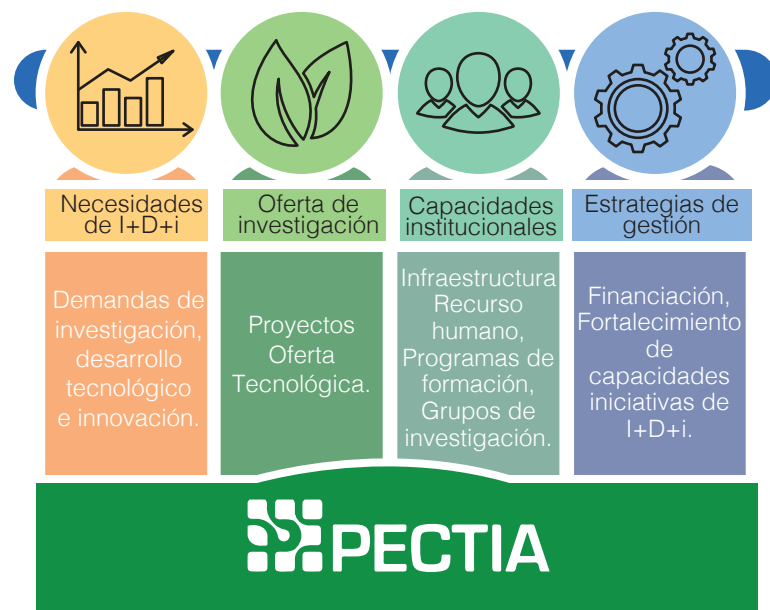 Necesidades
de I+D+i
Oferta de
investigación
Capacidades
institucionales
Estrategias de
gestión
Demandas de
investigación,
desarrollo
tecnológico
e innovación.
Proyectos
Oferta
Tecnológica.
Infraestructura
Recurso
humano,
Programas de
formación,
Grupos de
investigación.
Financiación,
Fortalecimiento
de
capacidades
iniciativas de
I+D+i.
PECTIA